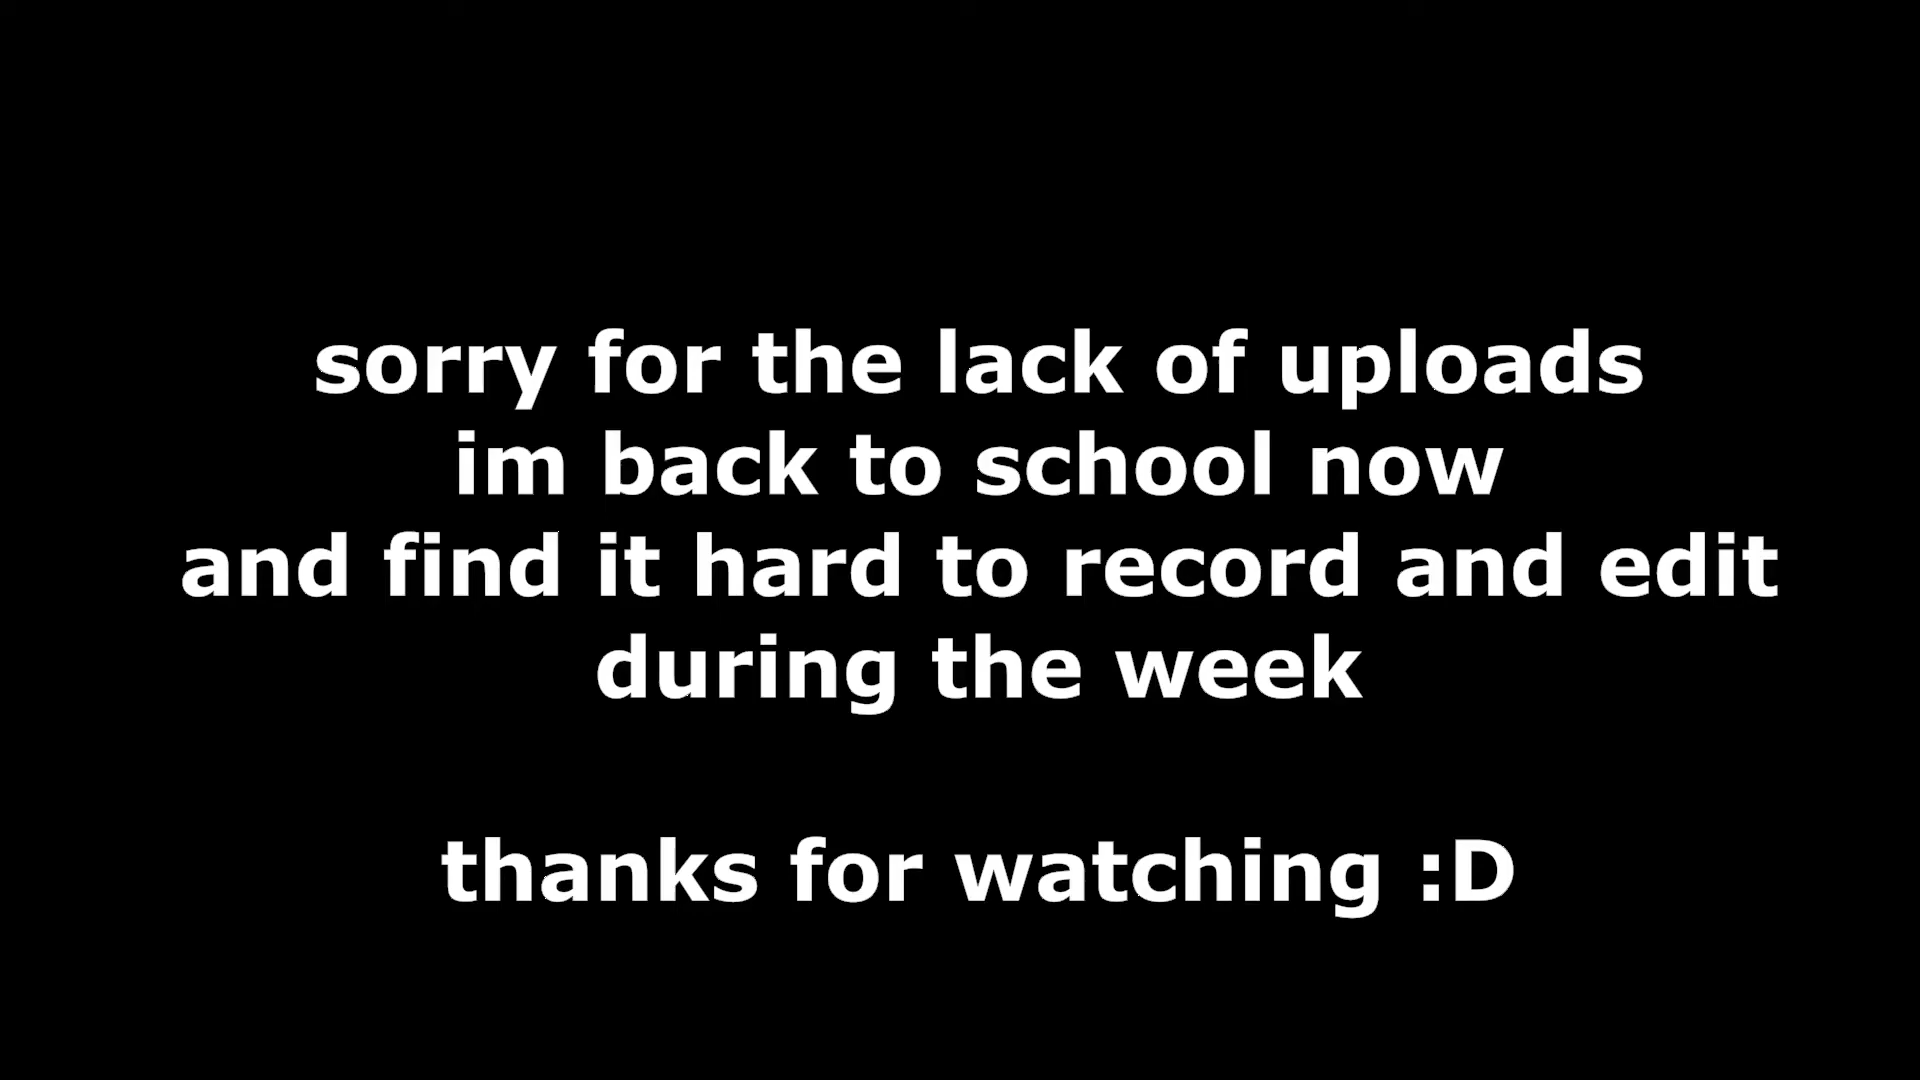 sorry for the lack of uploads
im back to school now
and find it hard to record and edit
during the week
thanks for watching :D